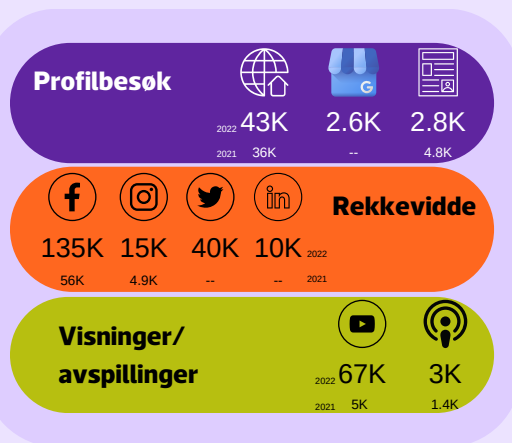 Profilbesøk
2022 43K 2.6K 2.8K
2021 36K -- 4.8K
G
Rekkevidde
135K 15K 40K 10K 2022
56K 4.9K -- -- 2021
Visninger/
avspillinger
2022 67K 3K
2021 5K 1.4K